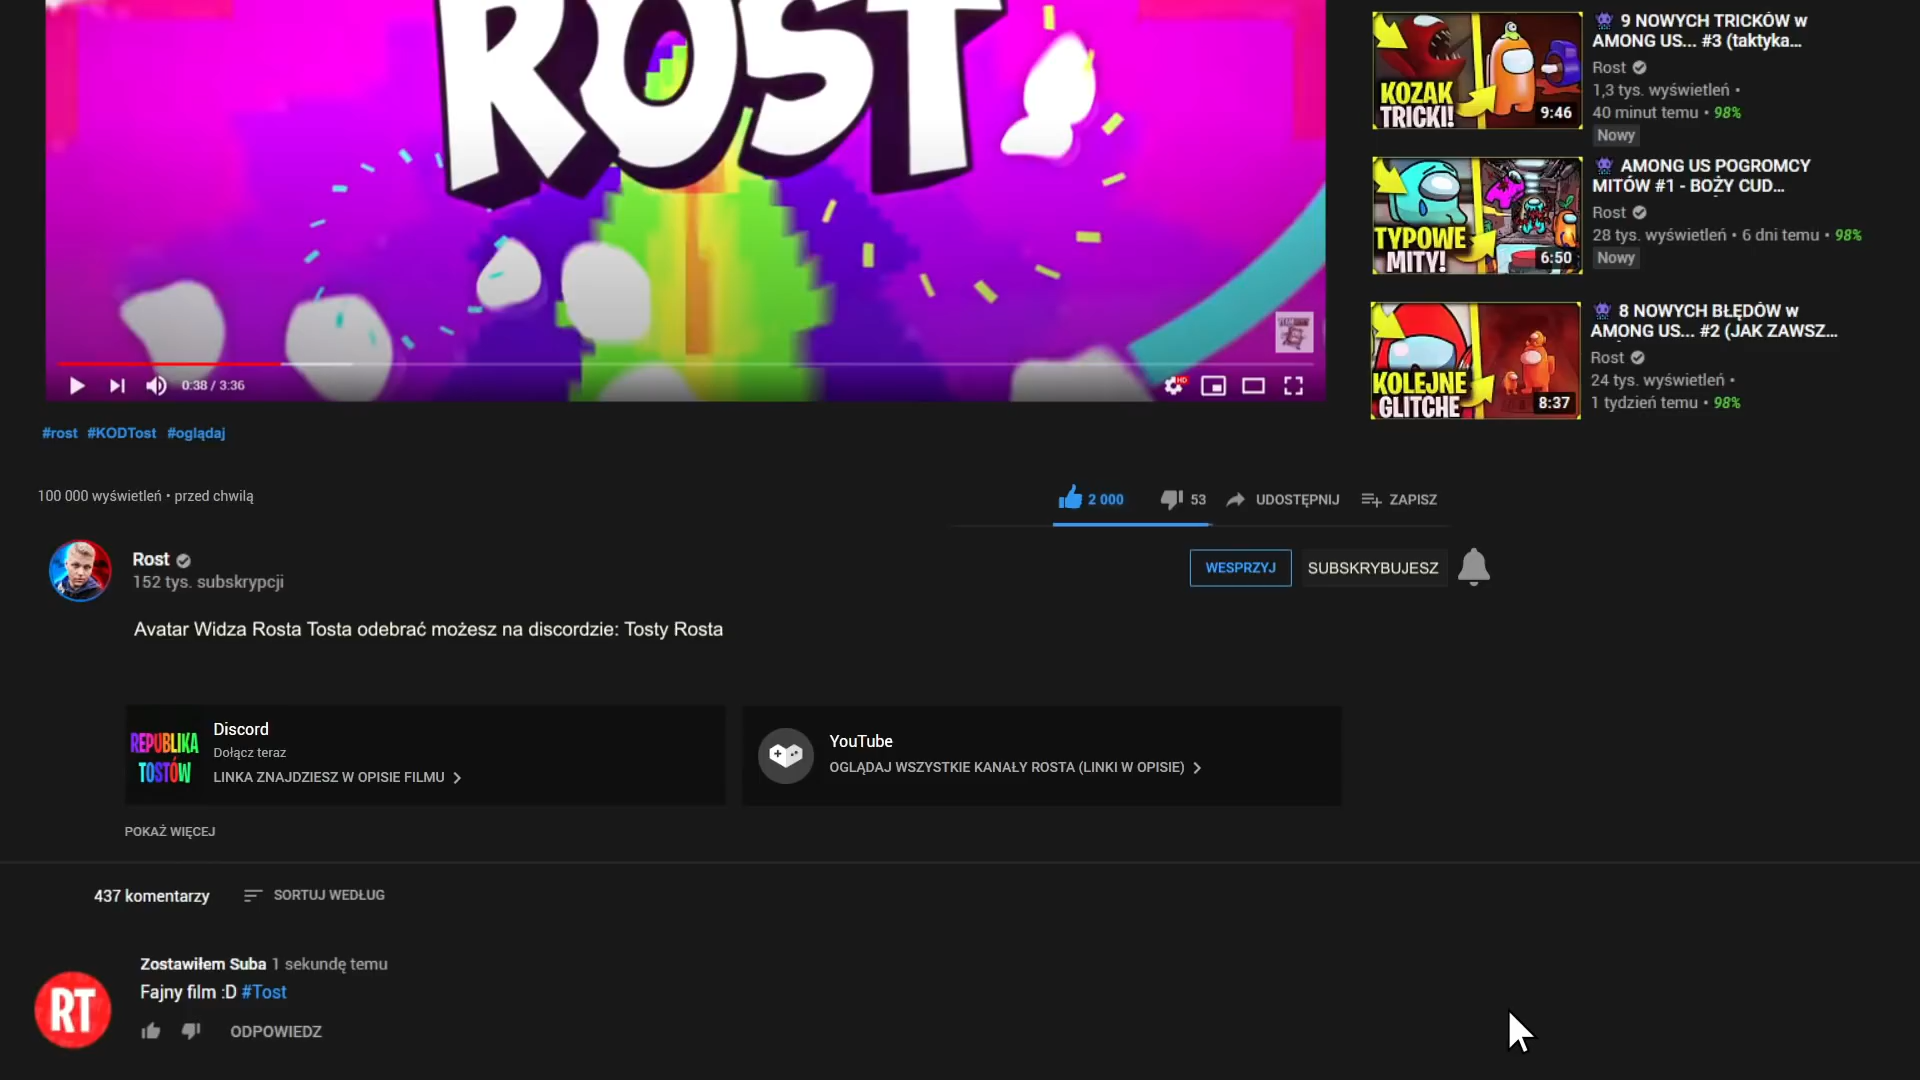 ROST
0:38 / 3:36
HD
#rost #KODTost #oglądaj
100 000 wyświetleń • przed chwilą
2 000
53
UDOSTĘPNIJ
ZAPISZ
Rost
152 tys. subskrypcji
WESPRZYJ
SUBSKRYBUJESZ
Avatar Widza Rosta Tosta odebrać możesz na discordzie: Tosty Rosta
REPUBLIKA
TOSTÓW
Discord
Dołącz teraz
LINKA ZNAJDZIESZ W OPISIE FILMU
YouTube
OGLĄDAJ WSZYSTKIE KANAŁY ROSTA (LINKI W OPISIE)
POKAŻ WIĘCEJ
437 komentarzy
SORTUJ WEDŁUG
RT
Zostawiłem Suba 1 sekundę temu
Fajny film :D #Tost
ODPOWIEDZ
KOZAK
TRICKI!
9:46
9 NOWYCH TRICKÓW w
AMONG US... #3 (taktyka...
Rost
1,3 tys. wyświetleń •
40 minut temu • 98%
Nowy
TYPOWE
MITY!
6:50
AMONG US POGROMCY
MITÓW #1 - BOŻY CUD...
Rost
28 tys. wyświetleń • 6 dni temu • 98%
Nowy
KOLEJNE
GLITCHE
8:37
8 NOWYCH BŁĘDÓW w
AMONG US... #2 (JAK ZAWSZ...
Rost
24 tys. wyświetleń •
1 tydzień temu • 98%